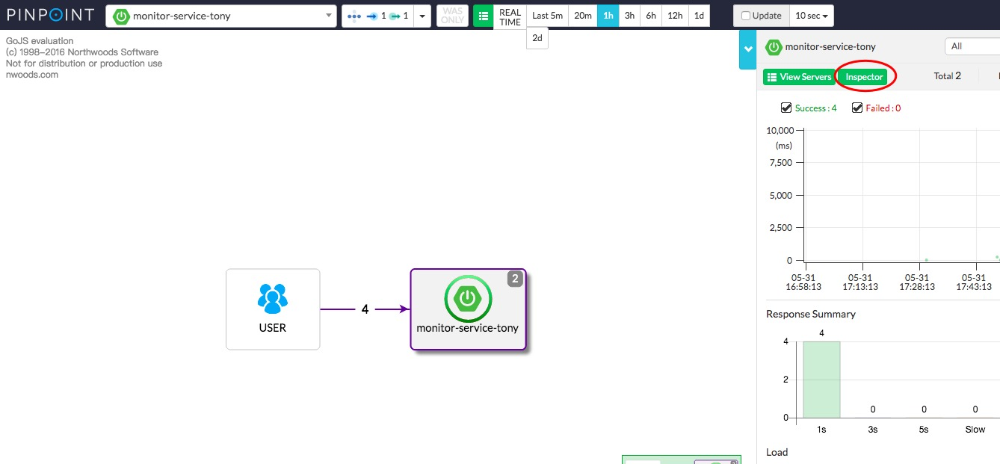 PINPOINT
monitor-service-tony
1 1
WAS ONLY
REAL TIME
Last 5m 20m 1h 3h 6h 12h 1d
2d
Update
10 sec
GoJS evaluation
(c) 1998-2016 Northwoods Software
Not for distribution or production use
nwoods.com
USER
4
2
monitor-service-tony
monitor-service-tony
All
View Servers
Inspector
Total 2
Success : 4
Failed : 0
10,000
(ms)
7,500
5,000
2,500
0
05-31 05-31 05-31 05-31
16:58:13 17:13:13 17:28:13 17:43:13
Response Summary
4
4
2
0
0 0 0
1s 3s 5s Slow
Load